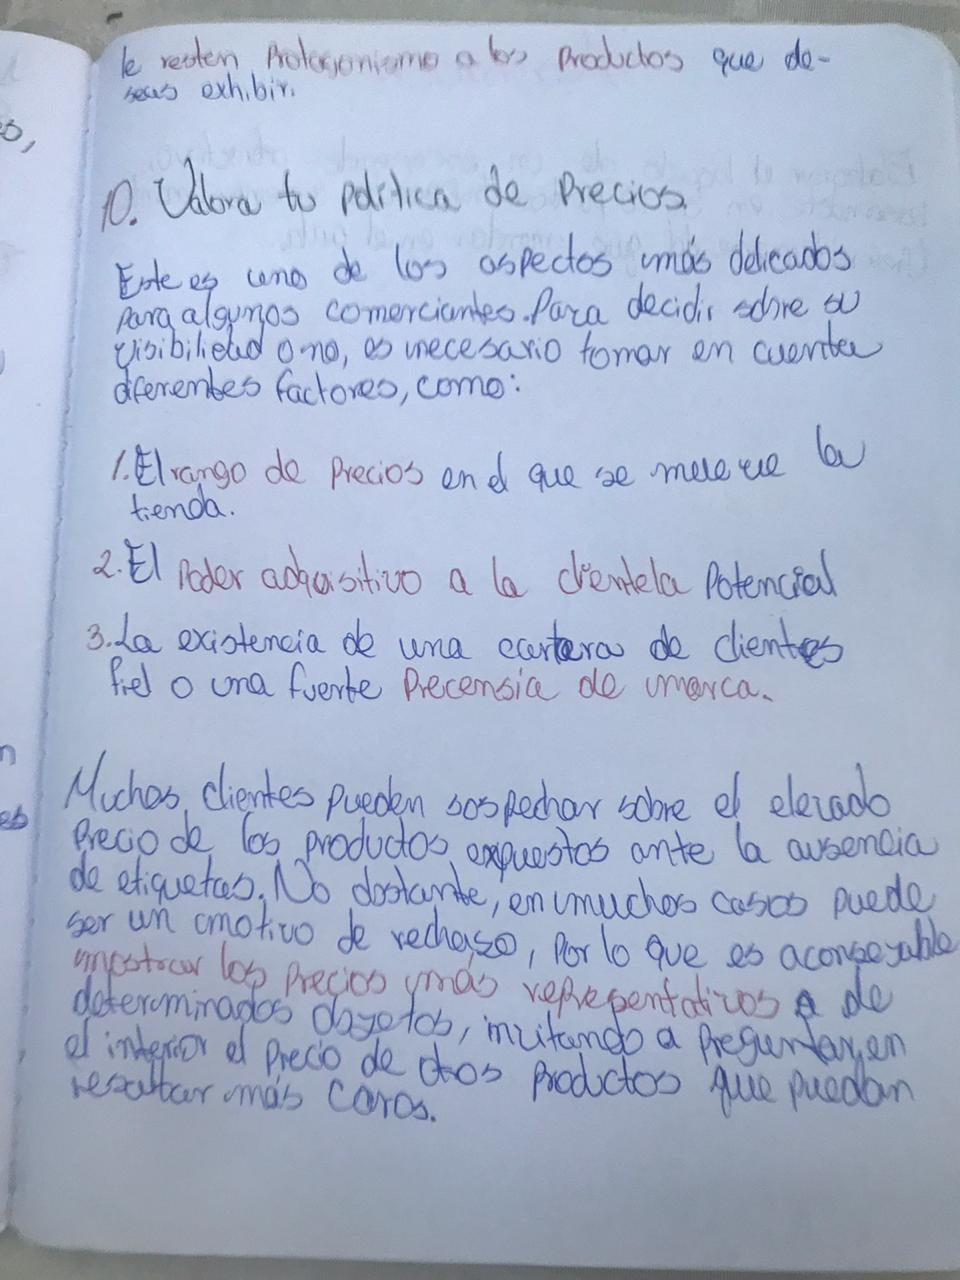 le resten Protagonismo a los Productos que de-
seas exhibir.
10. Valora tu política de Precios.
Este es uno de los aspectos más delicados
para algunos comerciantes. Para decidir sobre su
visibilidad o no, es necesario tomar en cuenta
diferentes factores, como:
1. El rango de Precios en el que se mueve la
tienda.
2. El Poder adquisitivo a la clientela Potencial
3. La existencia de una cartera de clientes
fiel o una fuerte Precensia de marca.
Muchos clientes pueden sospechar sobre el elevado
Precio de los productos expuestos ante la ausencia
de etiquetas. No obstante, en muchos casos puede
ser un motivo de rechaso, Por lo que es aconsejable
mostrar los Precios más representativos de
determinados obgetos, invitando a Preguntar en
el interior el Precio de otros Productos que puedan
resultar más Caros.